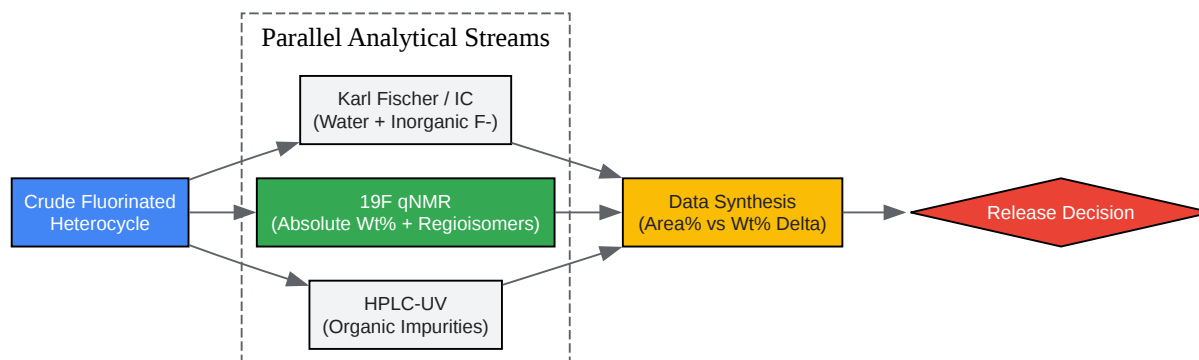 Parallel Analytical Streams
Karl Fischer / IC
(Water + Inorganic F-)
Crude Fluorinated
Heterocycle
19F qNMR
(Absolute Wt% + Regioisomers)
Data Synthesis
(Area% vs Wt% Delta)
Release Decision
HPLC-UV
(Organic Impurities)